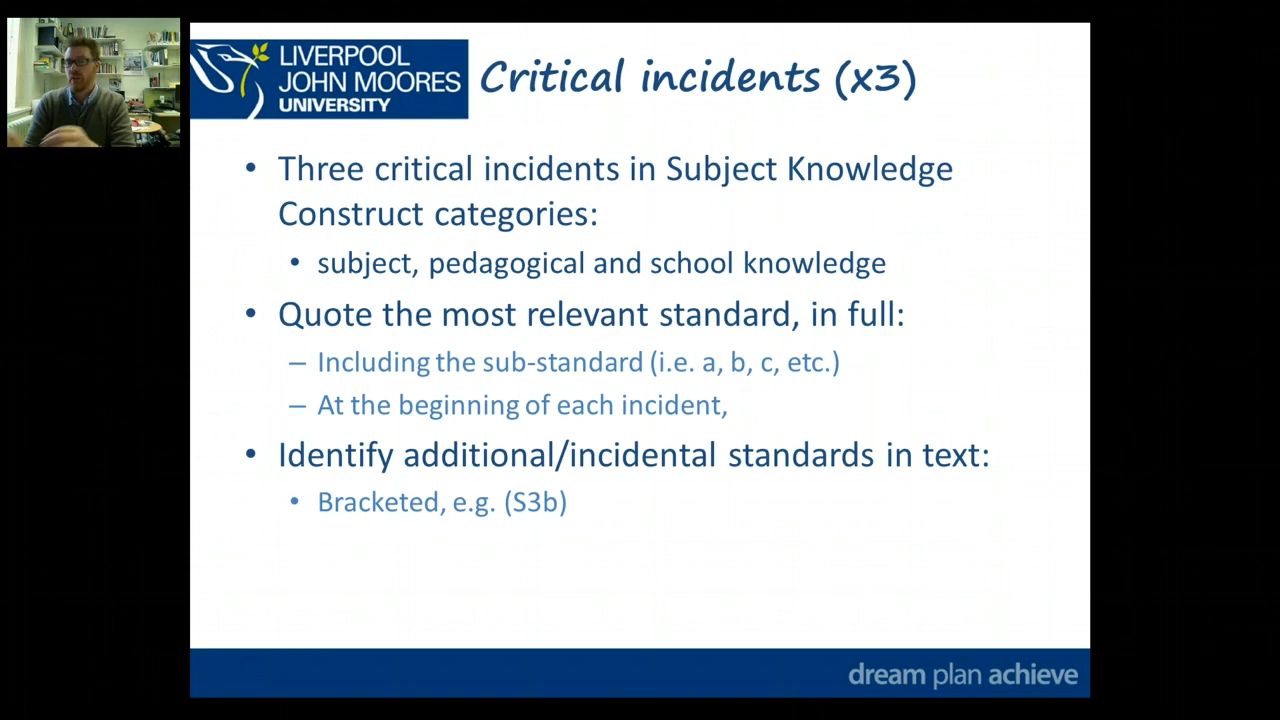 LIVERPOOL
JOHN MOORES
UNIVERSITY
Critical incidents (x3)
• Three critical incidents in Subject Knowledge
Construct categories:
• subject, pedagogical and school knowledge
• Quote the most relevant standard, in full:
– Including the sub-standard (i.e. a, b, c, etc.)
– At the beginning of each incident,
• Identify additional/incidental standards in text:
• Bracketed, e.g. (S3b)
dream plan achieve